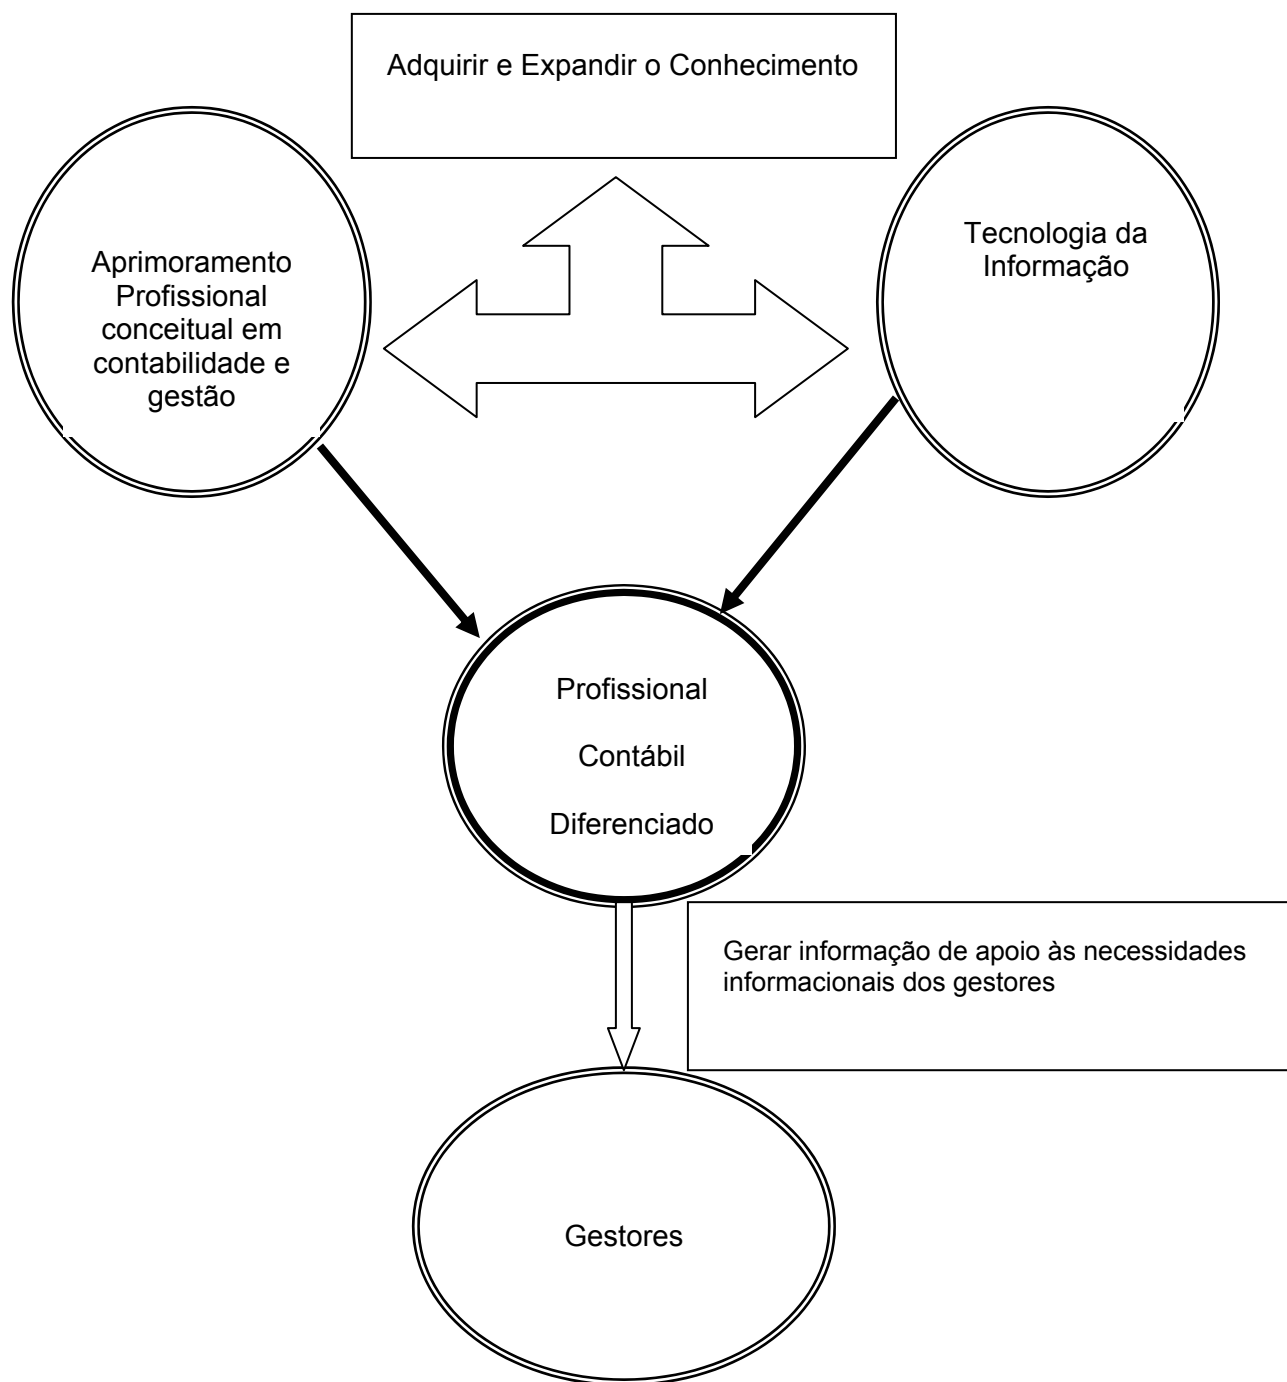 Adquirir e Expandir o Conhecimento
Aprimoramento
Profissional
conceitual em
contabilidade e
gestão
Tecnologia da
Informação
Profissional
Contábil
Diferenciado
Gerar informação de apoio às necessidades
informacionais dos gestores
Gestores